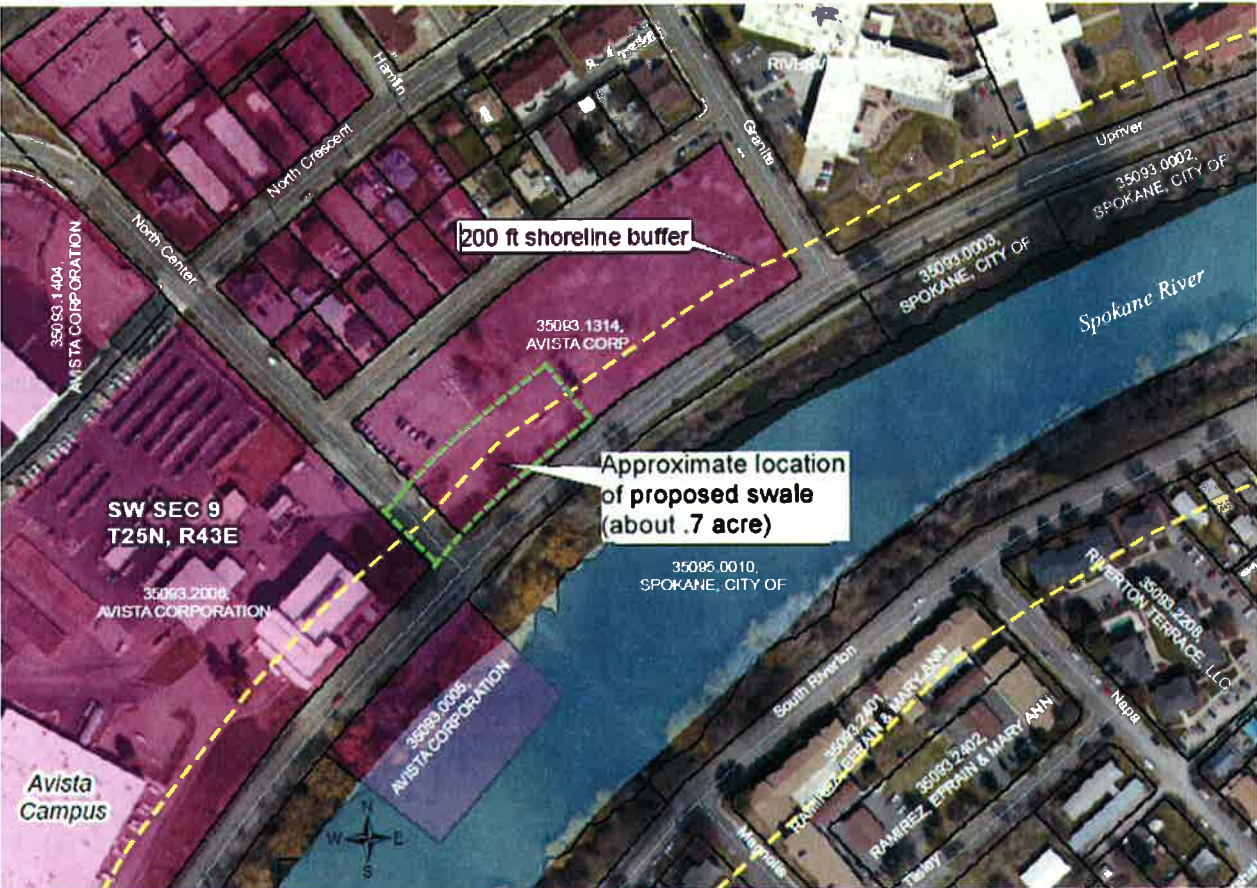 Hamlin
North Crescent
Granite
Upriver
35093.0002,
SPOKANE, CITY OF
35093.0003,
SPOKANE, CITY OF
Spokane River
North Center
35093.1404,
AVISTA CORPORATION
200 ft shoreline buffer
35093.1314,
AVISTA CORP
Approximate location
of proposed swale
(about .7 acre)
SW SEC 9
T25N, R43E
35093.2006,
AVISTA CORPORATION
35095.0010,
SPOKANE, CITY OF
35093.0005,
AVISTA CORPORATION
South Riverton
35093.2208,
RIVERTON TERRACE, LLC
Napa
35093.2401,
RAMIREZ, EFRAIN & MARY ANN
35093.2402,
RAMIREZ, EFRAIN & MARY ANN
Avista
Campus
N
W E
S
Magnolia